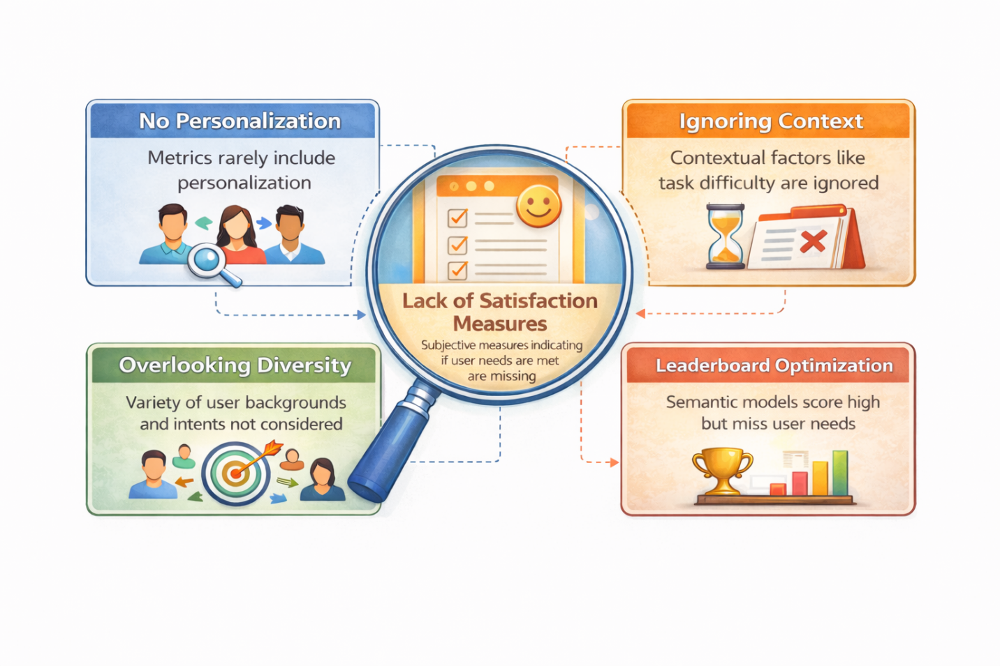 No Personalization
Metrics rarely include
personalization
Ignoring Context
Contextual factors like
task difficulty are ignored
Lack of Satisfaction
Measures
Subjective measures indicating
if user needs are met
are missing
Overlooking Diversity
Variety of user backgrounds
and intents not considered
Leaderboard Optimization
Semantic models score high
but miss user needs